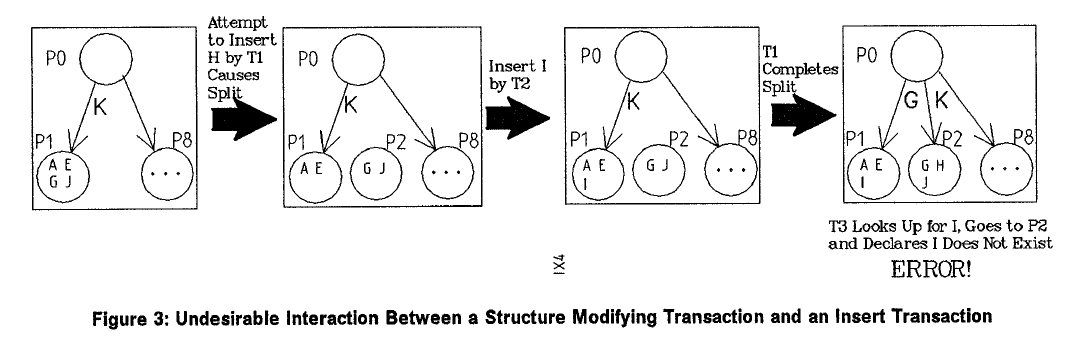 P0
K
P1
P8
A E
G J
...
Attempt
to Insert
H by T1
Causes
Split
P0
K
P1
P2
P8
A E
G J
...
Insert I
by T2
P0
K
P1
P2
P8
A E
I
G J
...
T1
Completes
Split
P0
G K
P1
P2
P8
A E
I
G H
J
...
T3 Looks Up for I, Goes to P2
and Declares I Does Not Exist
ERROR!
IX4
Figure 3: Undesirable Interaction Between a Structure Modifying Transaction and an Insert Transaction